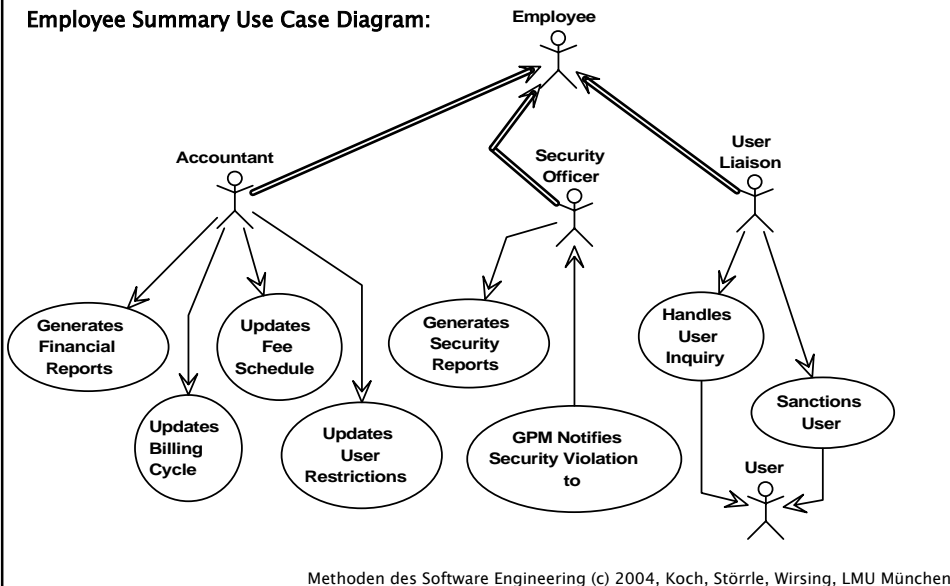 Employee Summary Use Case Diagram:
Employee
Accountant
Security
Officer
User
Liaison
Generates
Financial
Reports
Updates
Billing
Cycle
Updates
Fee
Schedule
Updates
User
Restrictions
Generates
Security
Reports
GPM Notifies
Security Violation
to
Handles
User
Inquiry
Sanctions
User
User
Methoden des Software Engineering (c) 2004, Koch, Störrle, Wirsing, LMU München